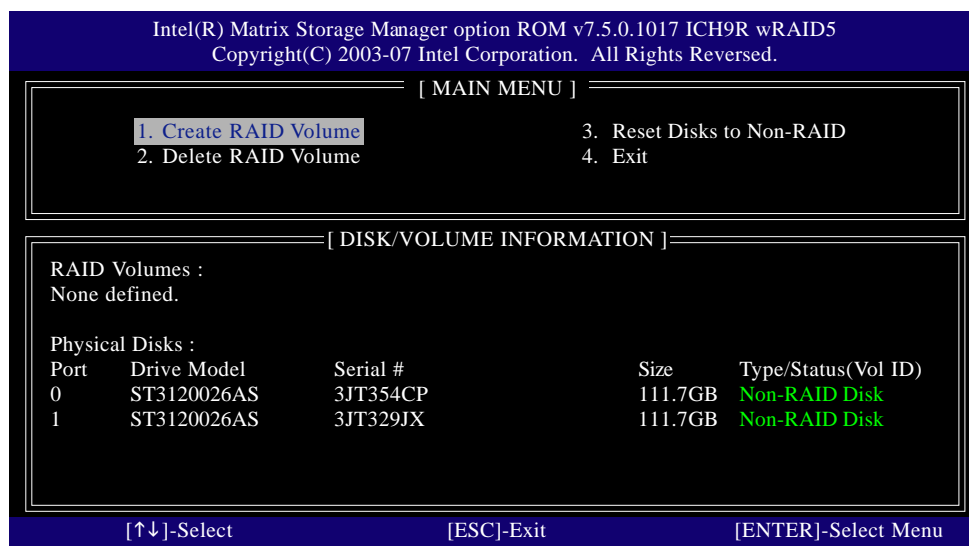 Intel(R) Matrix Storage Manager option ROM v7.5.0.1017 ICH9R wRAID5
Copyright(C) 2003-07 Intel Corporation. All Rights Reversed.
[ MAIN MENU ]
1. Create RAID Volume 3. Reset Disks to Non-RAID
2. Delete RAID Volume 4. Exit
[ DISK/VOLUME INFORMATION ]
RAID Volumes :
None defined.
Physical Disks :
Port Drive Model Serial # Size Type/Status(Vol ID)
0 ST3120026AS 3JT354CP 111.7GB Non-RAID Disk
1 ST3120026AS 3JT329JX 111.7GB Non-RAID Disk
[↑↓]-Select [ESC]-Exit [ENTER]-Select Menu